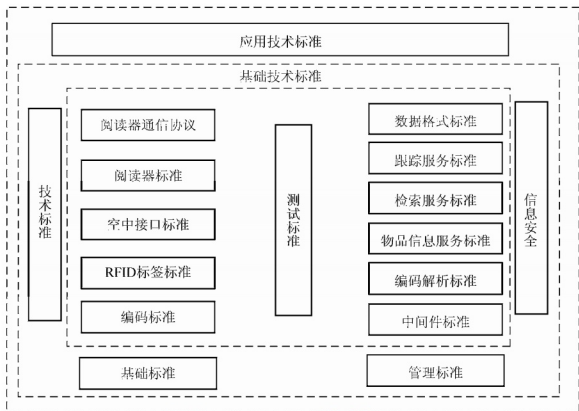 应用技术标准
基础技术标准
技术标准
阅读器通信协议
阅读器标准
空中接口标准
RFID标签标准
编码标准
测试标准
数据格式标准
跟踪服务标准
检索服务标准
物品信息服务标准
编码解析标准
中间件标准
信息安全
基础标准
管理标准